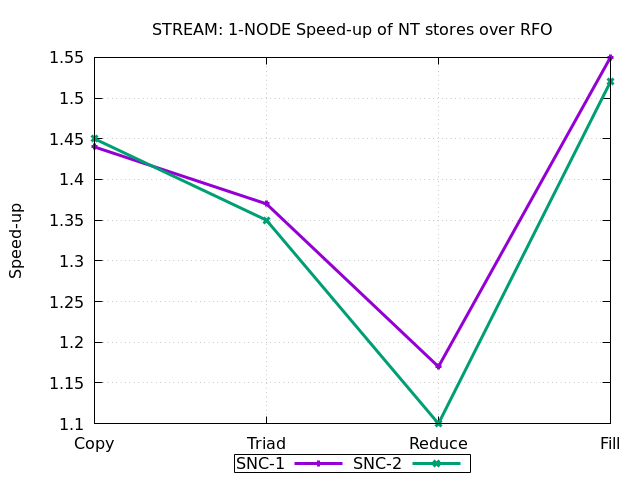 STREAM: 1-NODE Speed-up of NT stores over RFO
1.55
1.5
1.45
1.4
1.35
1.3
1.25
1.2
1.15
1.1
Speed-up
Copy Triad Reduce Fill
SNC-1 SNC-2